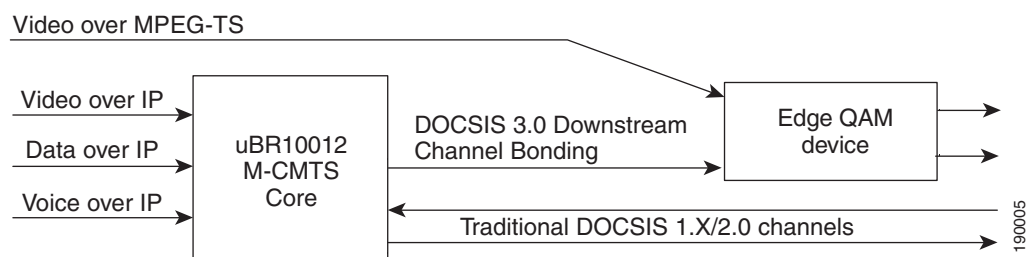 Video over MPEG-TS
Video over IP
Data over IP
Voice over IP
uBR10012
M-CMTS
Core
DOCSIS 3.0 Downstream
Channel Bonding
Edge QAM
device
Traditional DOCSIS 1.X/2.0 channels
190005